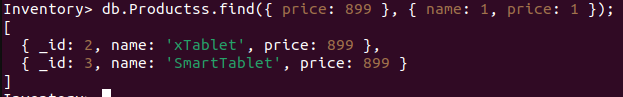 Inventory> db.Productss.find({ price: 899 }, { name: 1, price: 1 });
[
  { _id: 2, name: 'xTablet', price: 899 },
  { _id: 3, name: 'SmartTablet', price: 899 }
]
Inventory>